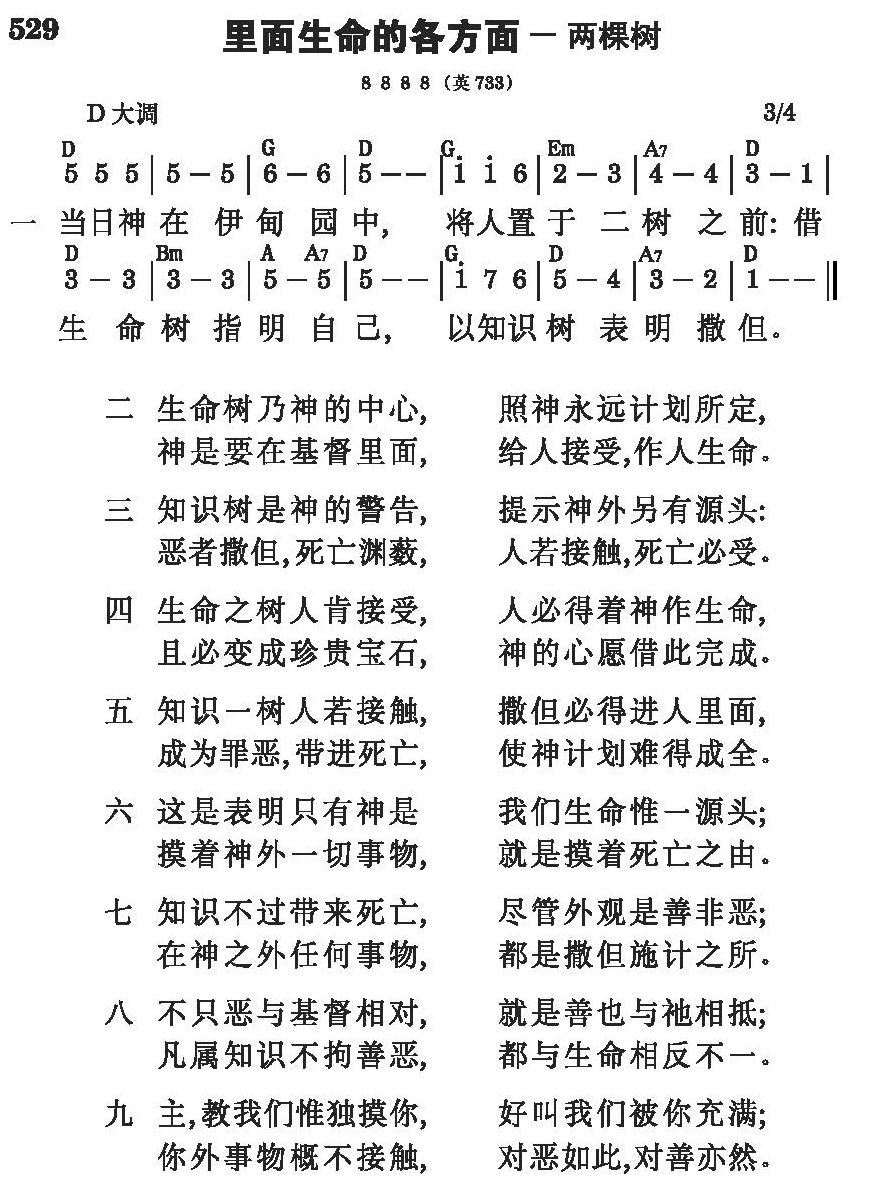 529
里面生命的各方面 — 两棵树
8 8 8 8 (英733)
D 大调 3/4
D G D G Em A7 D
5 5 5 | 5 – 5 | 6 – 6 | 5 – – | i̇ i̇ 6 | 2 – 3 | 4 – 4 | 3 – 1 |
一 当日神在 伊甸 园中, 将人置于 二树 之前: 借
D Bm A A7 D G D A7 D
3 – 3 | 3 – 3 | 5 – 5 | 5 – – | i̇ 7 6 | 5 – 4 | 3 – 2 | 1 – – ‖
生 命树 指明 自己, 以知识树 表明 撒但。
二 生命树乃神的中心, 照神永远计划所定,
神是要在基督里面, 给人接受,作人生命。
三 知识树是神的警告, 提示神外另有源头:
恶者撒但,死亡渊薮, 人若接触,死亡必受。
四 生命之树人肯接受, 人必得着神作生命,
且必变成珍贵宝石, 神的心愿借此完成。
五 知识一树人若接触, 撒但必得进人里面,
成为罪恶,带进死亡, 使神计划难得成全。
六 这是表明只有神是 我们生命惟一源头;
摸着神外一切事物, 就是摸着死亡之由。
七 知识不过带来死亡, 尽管外观是善非恶;
在神之外任何事物, 都是撒但施计之所。
八 不只恶与基督相对, 就是善也与祂相抵;
凡属知识不拘善恶, 都与生命相反不一。
九 主,教我们惟独摸你, 好叫我们被你充满;
你外事物概不接触, 对恶如此,对善亦然。